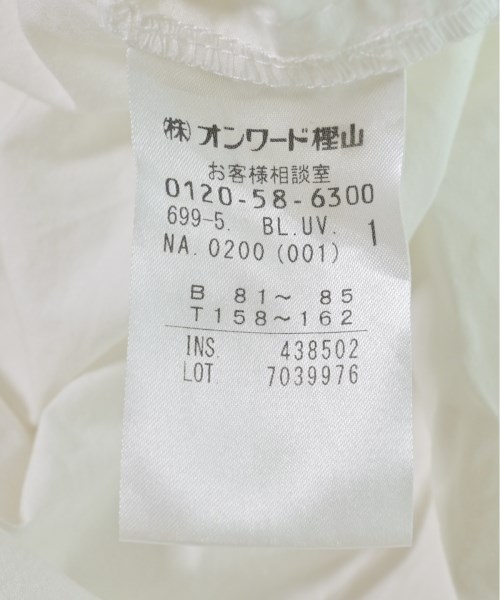 (株)オンワード樫山
お客様相談室
0120-58-6300
699-5. BL.UV. 1
NA. 0200 (001)
B 81〜 85
T158〜162
INS 438502
LOT 7039976